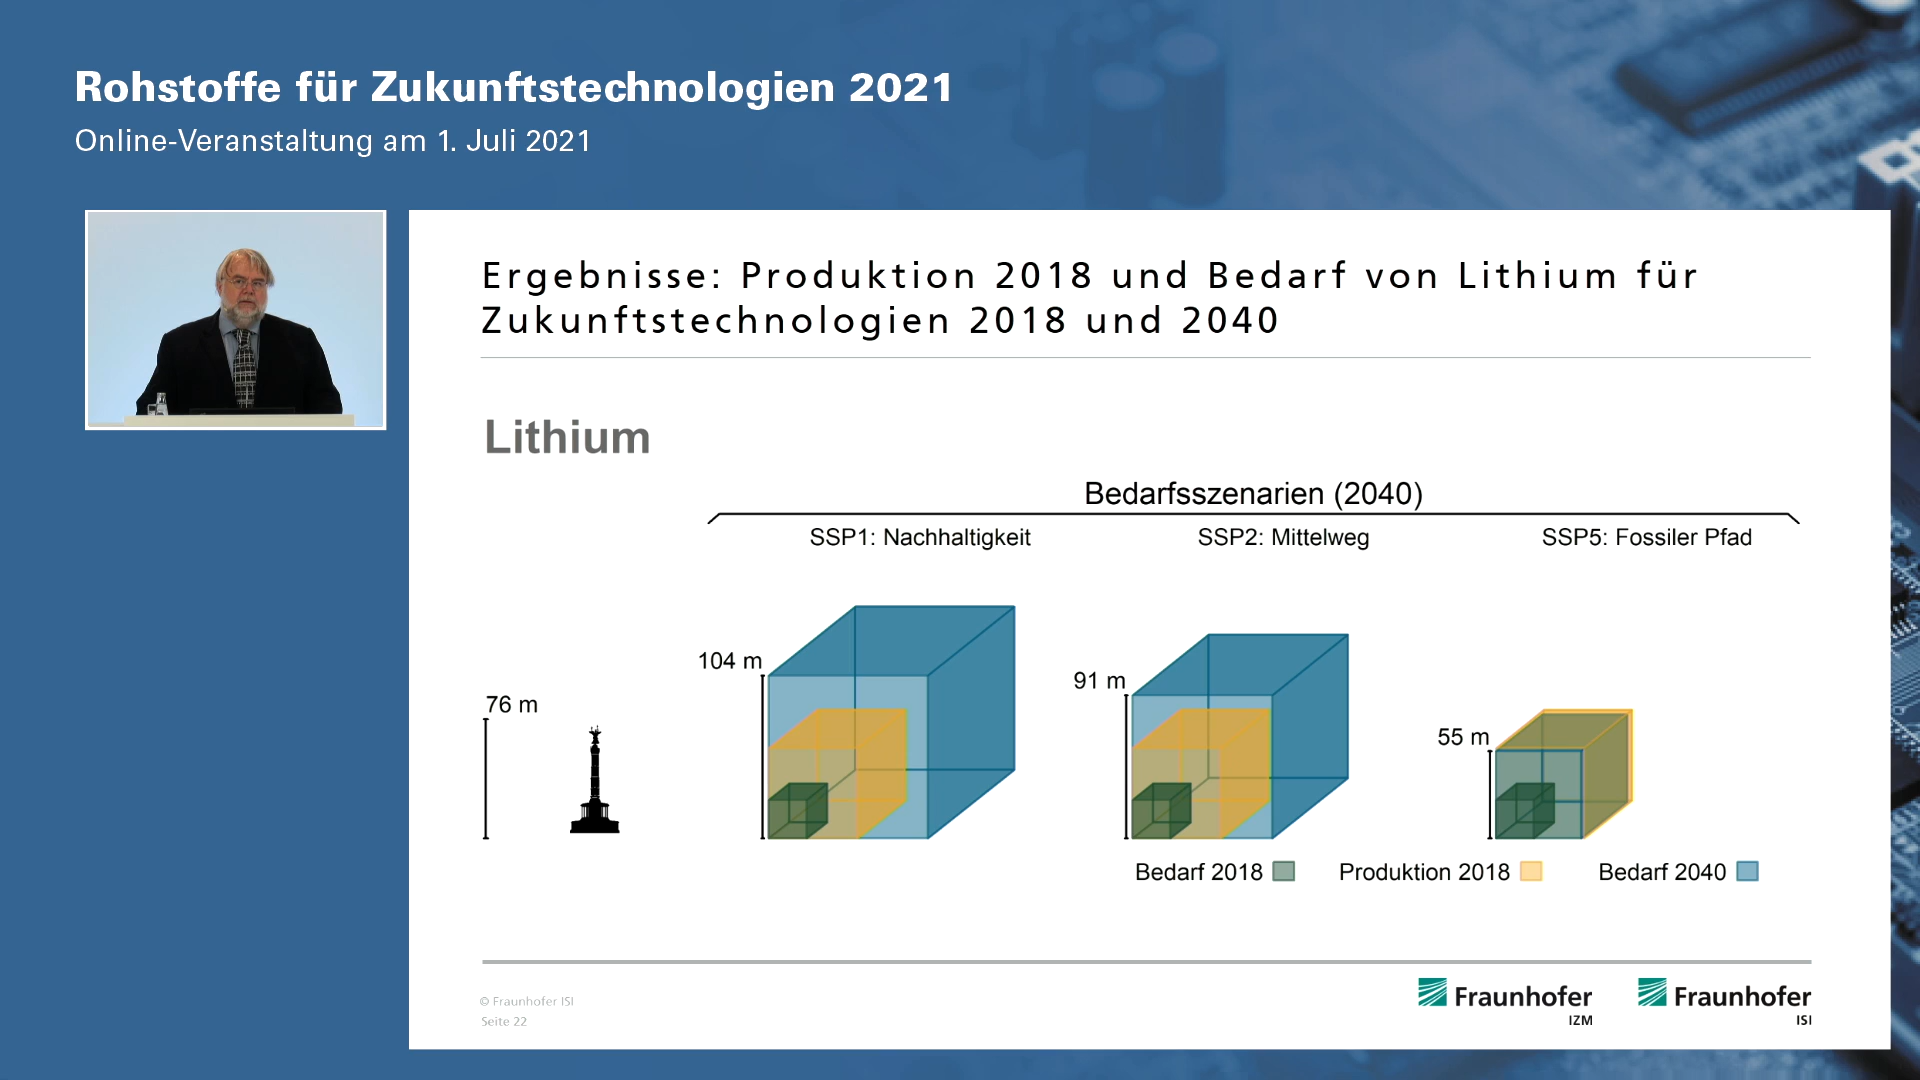 Rohstoffe für Zukunftstechnologien 2021
Online-Veranstaltung am 1. Juli 2021
Ergebnisse: Produktion 2018 und Bedarf von Lithium für
Zukunftstechnologien 2018 und 2040
Lithium
Bedarfsszenarien (2040)
SSP1: Nachhaltigkeit
SSP2: Mittelweg
SSP5: Fossiler Pfad
76 m
104 m
91 m
55 m
Bedarf 2018
Produktion 2018
Bedarf 2040
© Fraunhofer ISI
Seite 22
Fraunhofer
IZM
Fraunhofer
ISI